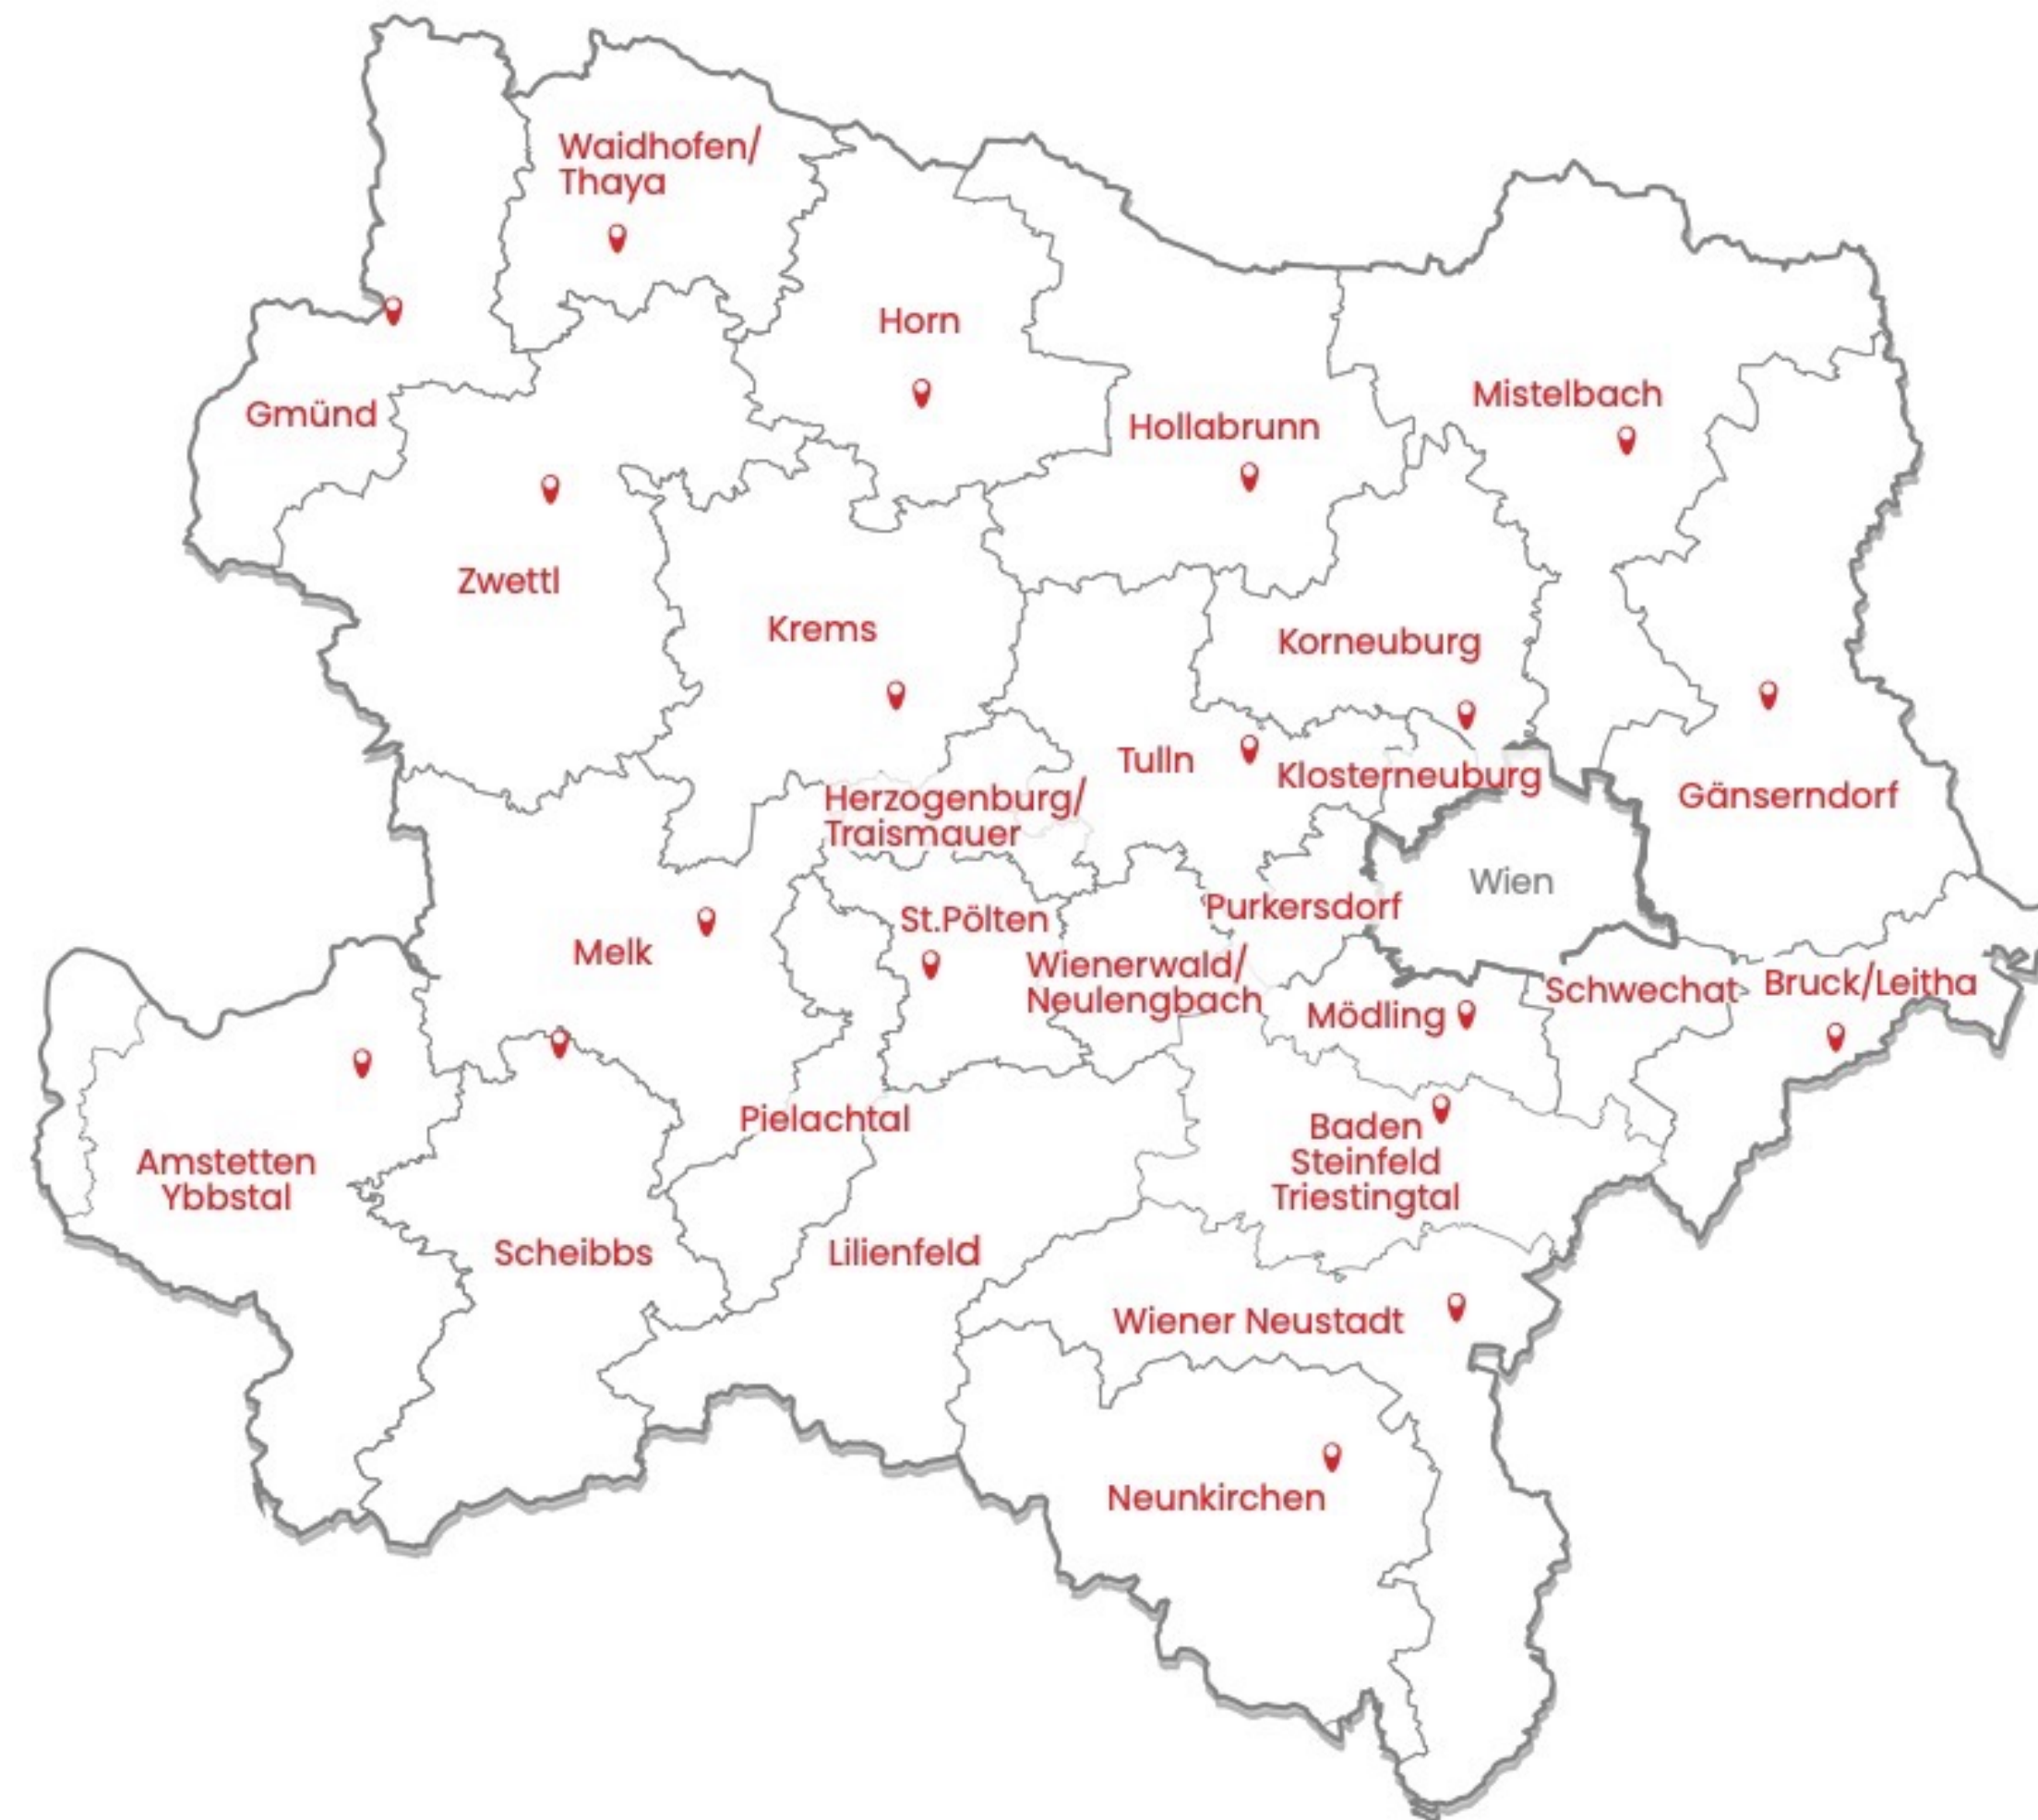 Waidhofen/
Thaya
Horn
Gmünd
Mistelbach
Hollabrunn
Zwettl
Krems
Korneuburg
Tulln
Klosterneuburg
Herzogenburg/
Traismauer
Gänserndorf
Wien
Purkersdorf
St.Pölten
Melk
Wienerwald/
Neulengbach
Mödling
Schwechat
Bruck/Leitha
Pielachtal
Baden
Steinfeld
Triestingtal
Amstetten
Ybbstal
Scheibbs
Lilienfeld
Wiener Neustadt
Neunkirchen